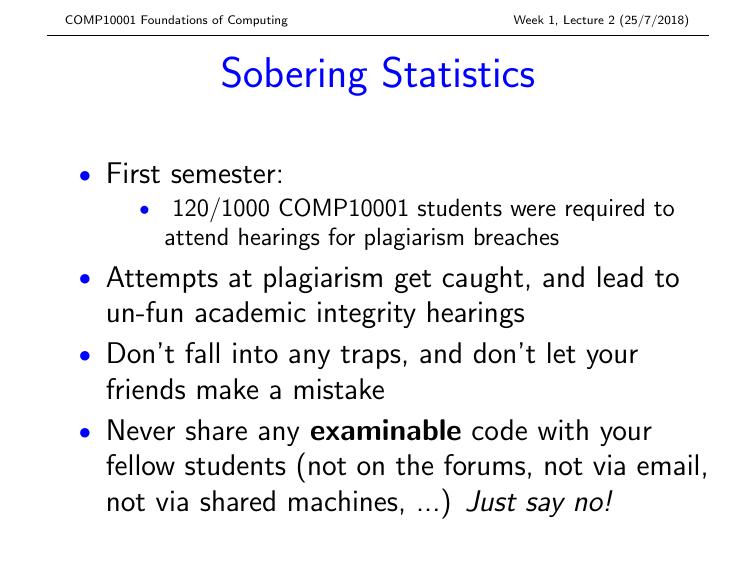 COMP10001 Foundations of Computing
Week 1, Lecture 2 (25/7/2018)
Sobering Statistics
• First semester:
• 120/1000 COMP10001 students were required to
attend hearings for plagiarism breaches
• Attempts at plagiarism get caught, and lead to
un-fun academic integrity hearings
• Don't fall into any traps, and don't let your
friends make a mistake
• Never share any examinable code with your
fellow students (not on the forums, not via email,
not via shared machines, ...) Just say no!